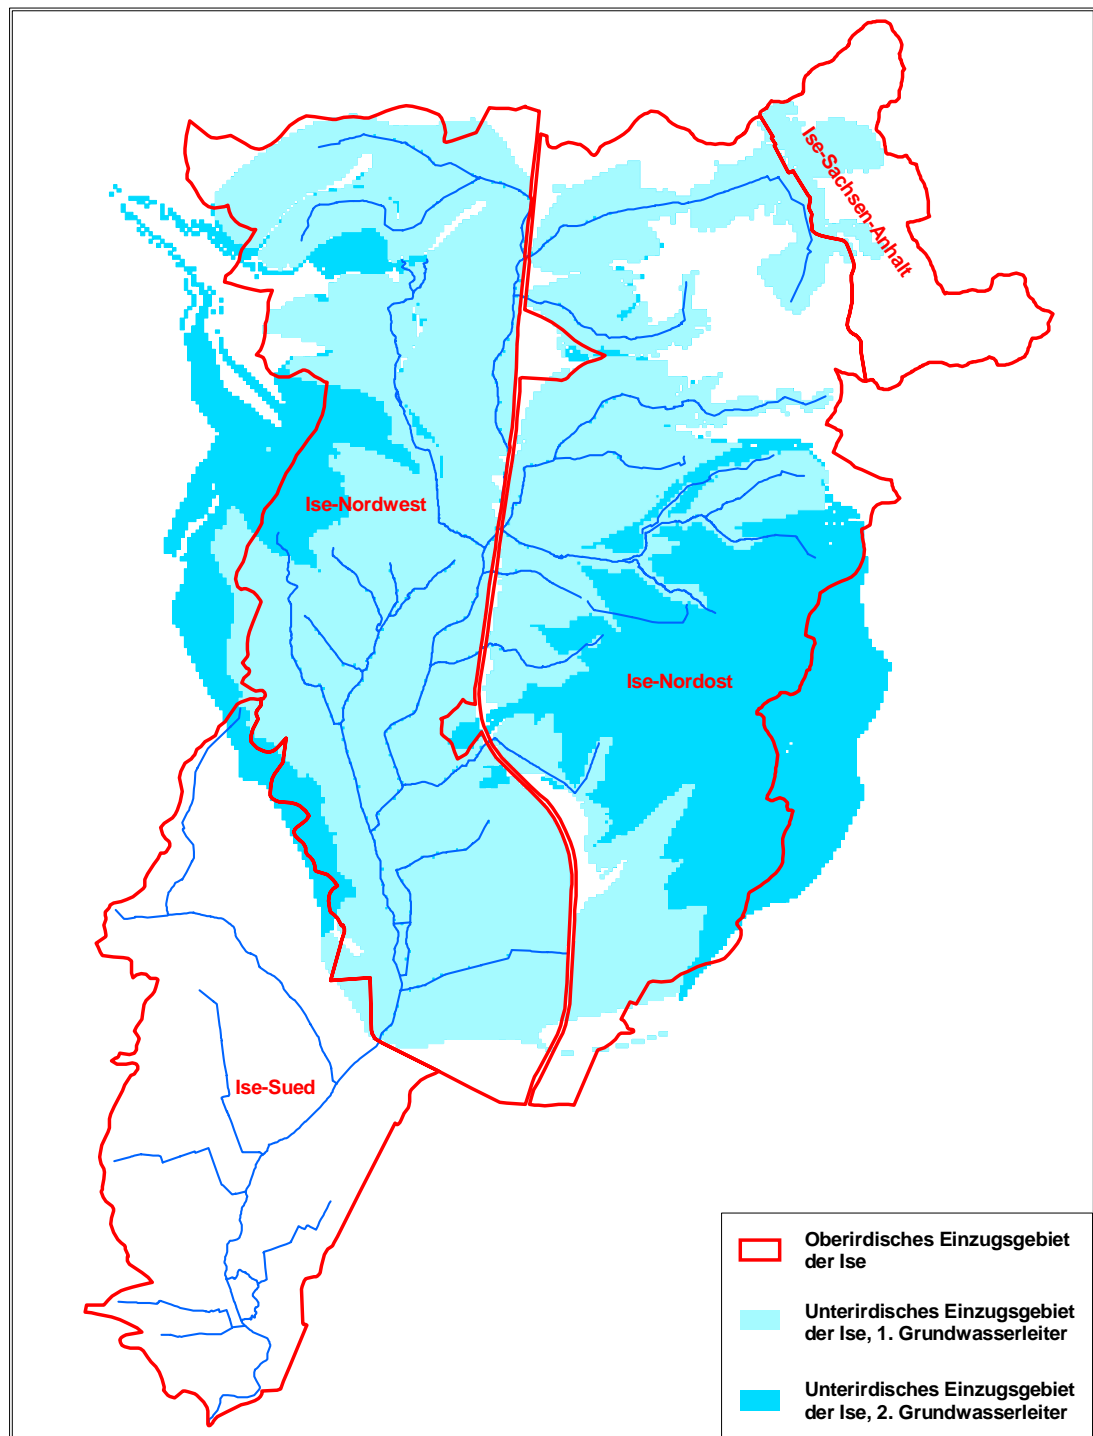 Ise-Sachsen-Anhalt
Ise-Nordwest
Ise-Nordost
Ise-Sued
Oberirdisches Einzugsgebiet
der Ise
Unterirdisches Einzugsgebiet
der Ise, 1. Grundwasserleiter
Unterirdisches Einzugsgebiet
der Ise, 2. Grundwasserleiter